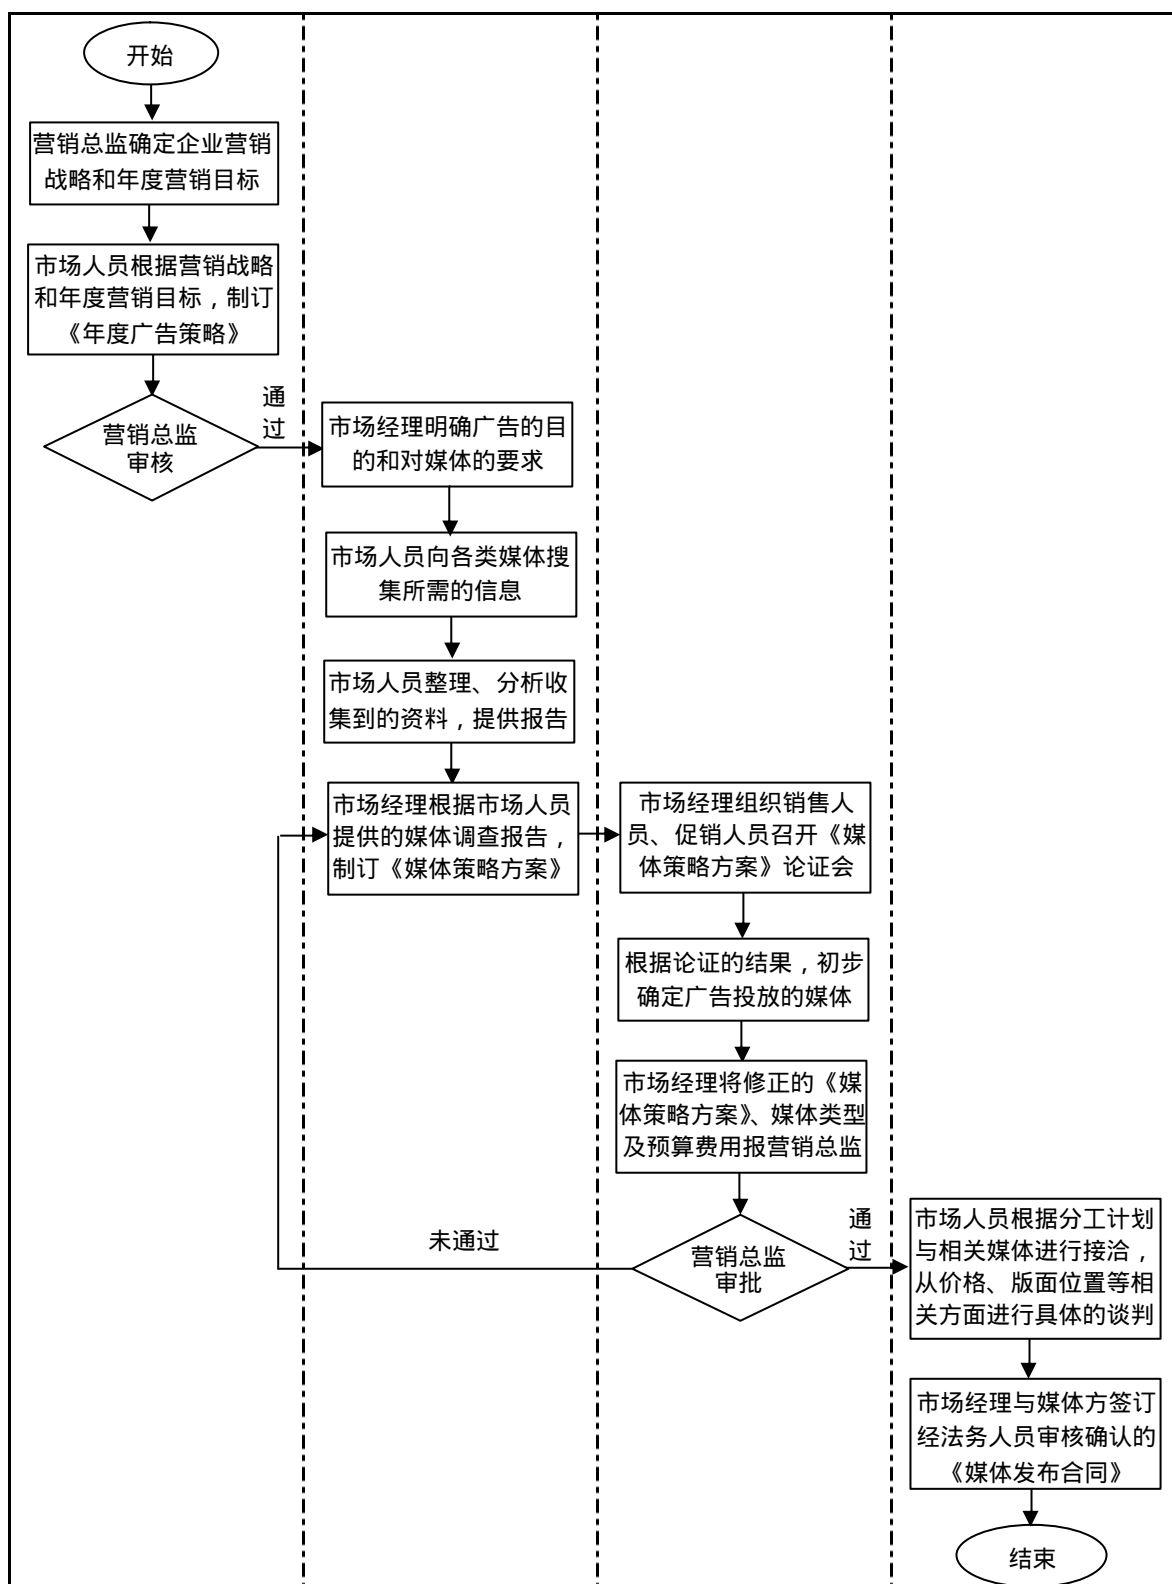 开始
营销总监确定企业营销
战略和年度营销目标
市场人员根据营销战略
和年度营销目标，制订
《年度广告策略》
营销总监
审核
通
过
市场经理明确广告的目
的和对媒体的要求
市场人员向各类媒体搜
集所需的信息
市场人员整理、分析收
集到的资料，提供报告
市场经理根据市场人员
提供的媒体调查报告，
制订《媒体策略方案》
市场经理组织销售人
员、促销人员召开《媒
体策略方案》论证会
根据论证的结果，初步
确定广告投放的媒体
市场经理将修正的《媒
体策略方案》、媒体类型
及预算费用报营销总监
营销总监
审批
未通过
通
过
市场人员根据分工计划
与相关媒体进行接洽，
从价格、版面位置等相
关方面进行具体的谈判
市场经理与媒体方签订
经法务人员审核确认的
《媒体发布合同》
结束